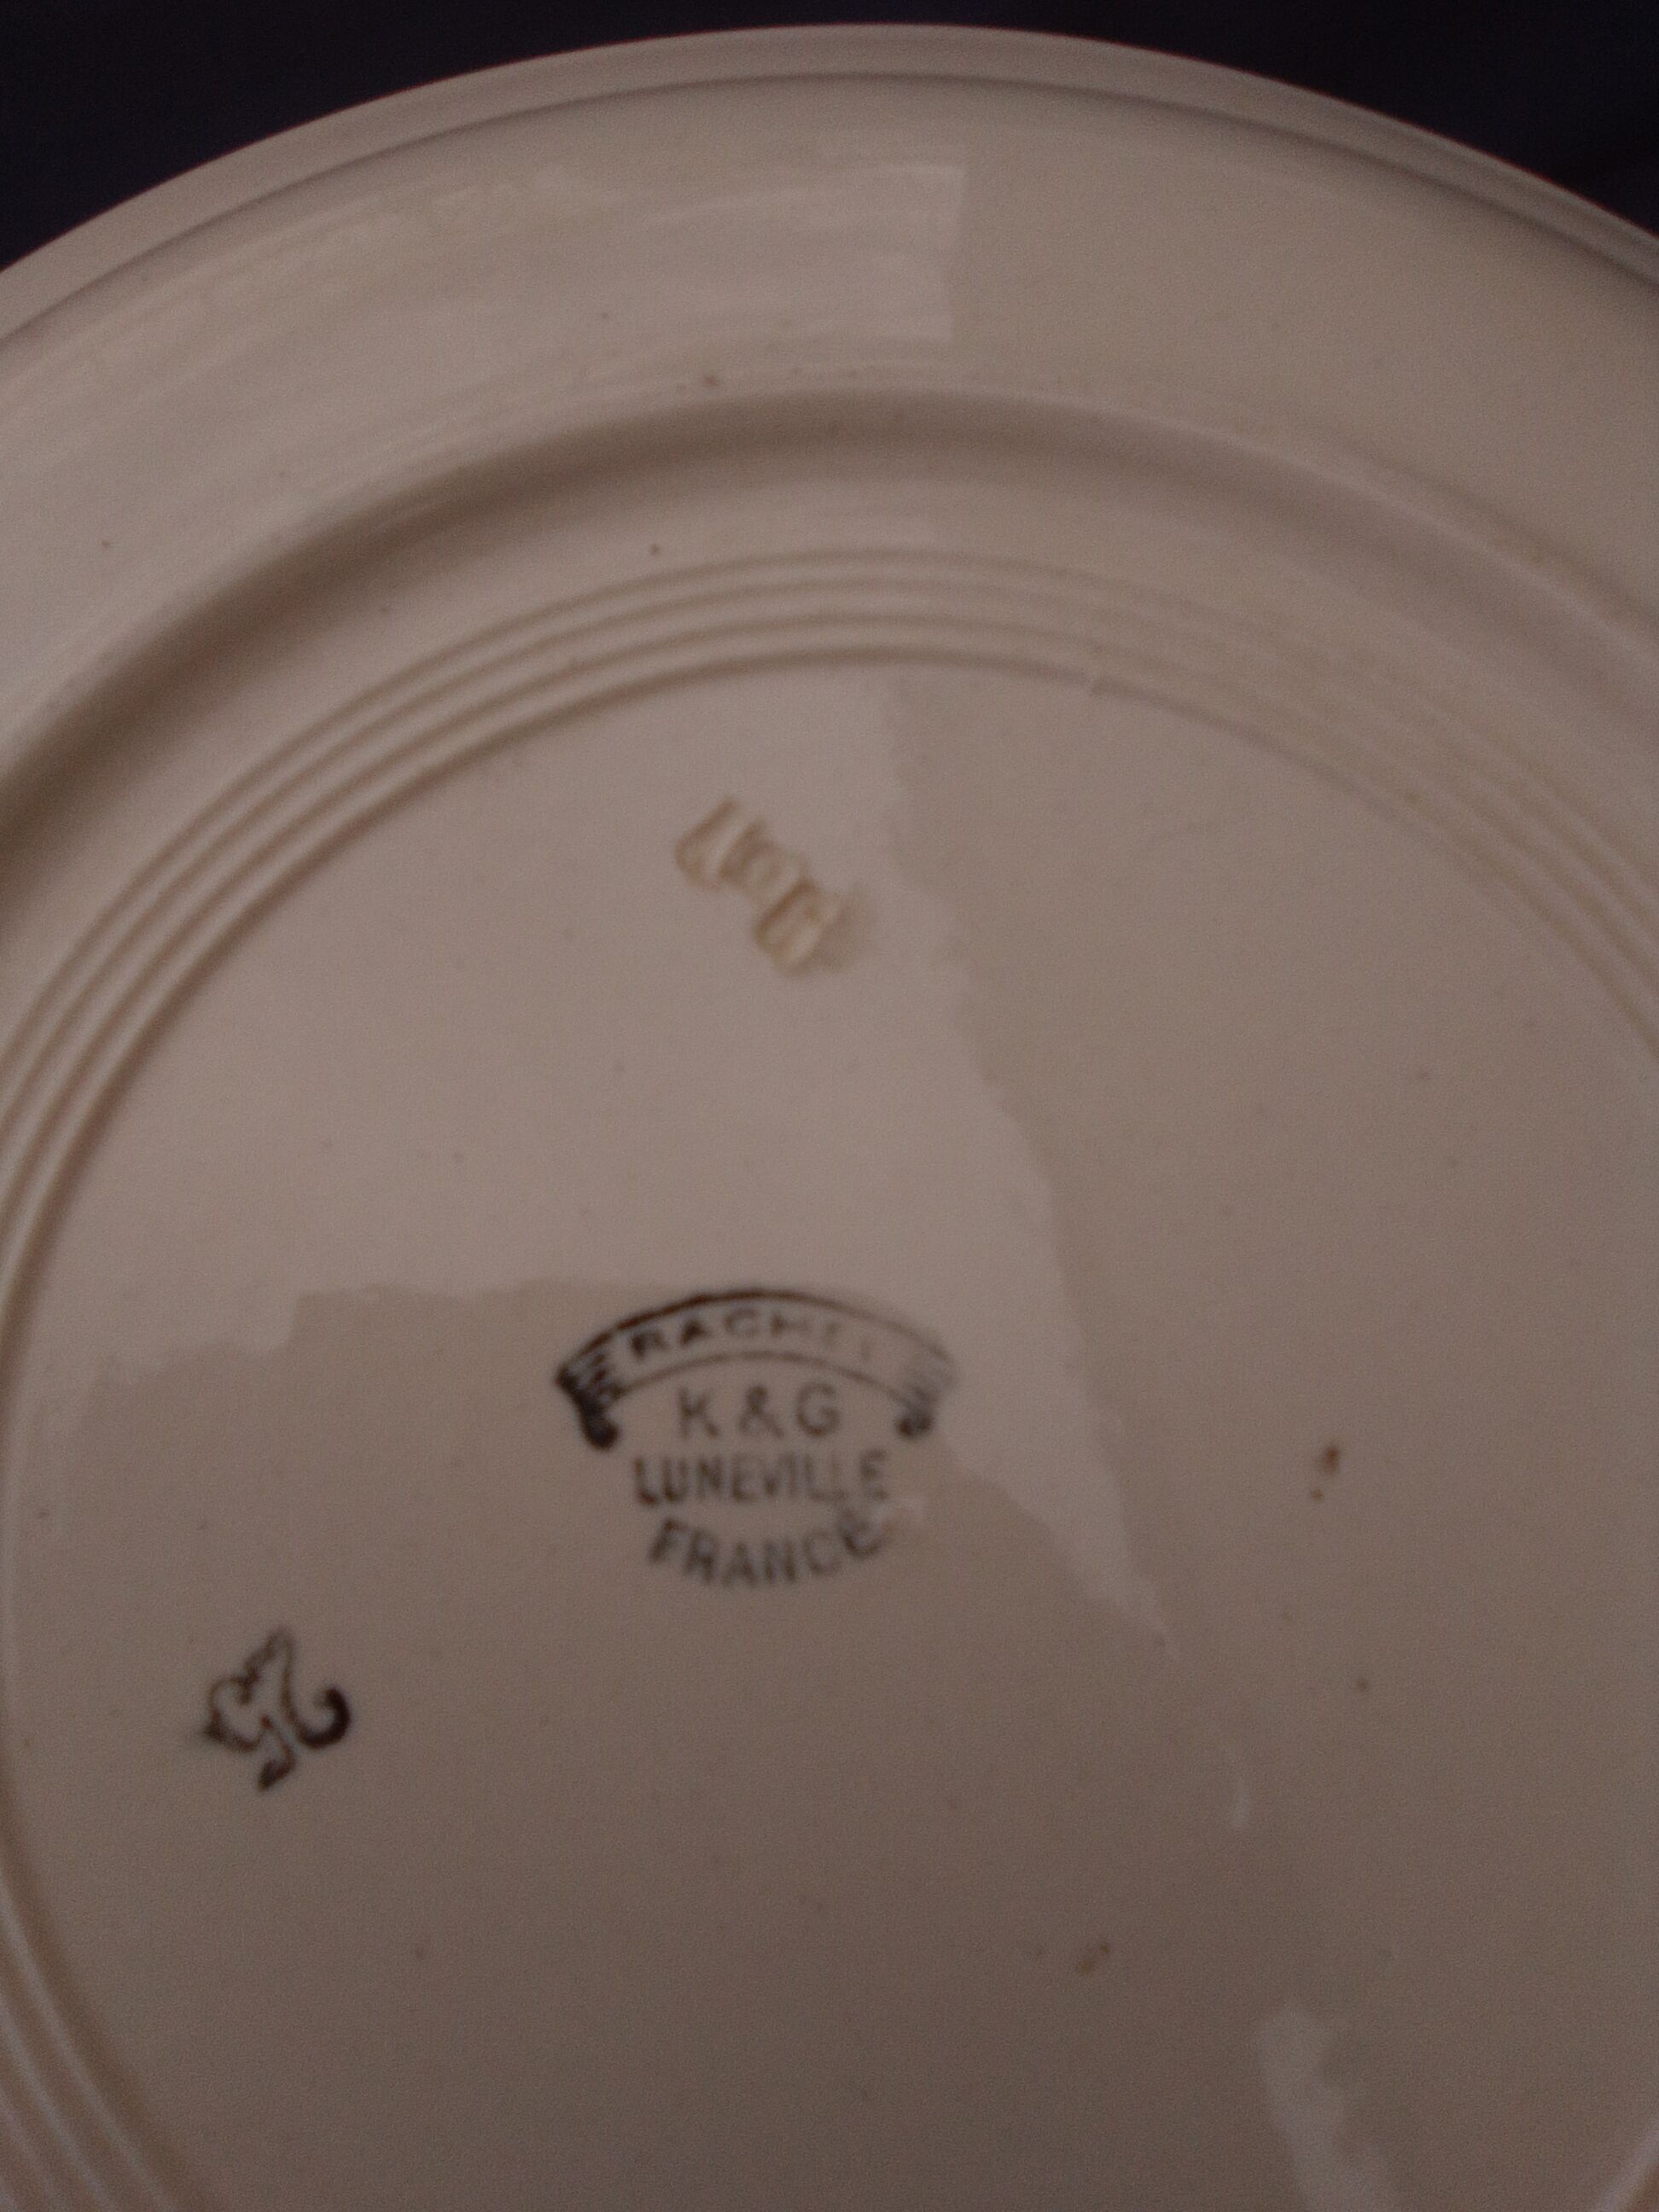 RACHEL
K & G
LUNEVILLE
FRANCE